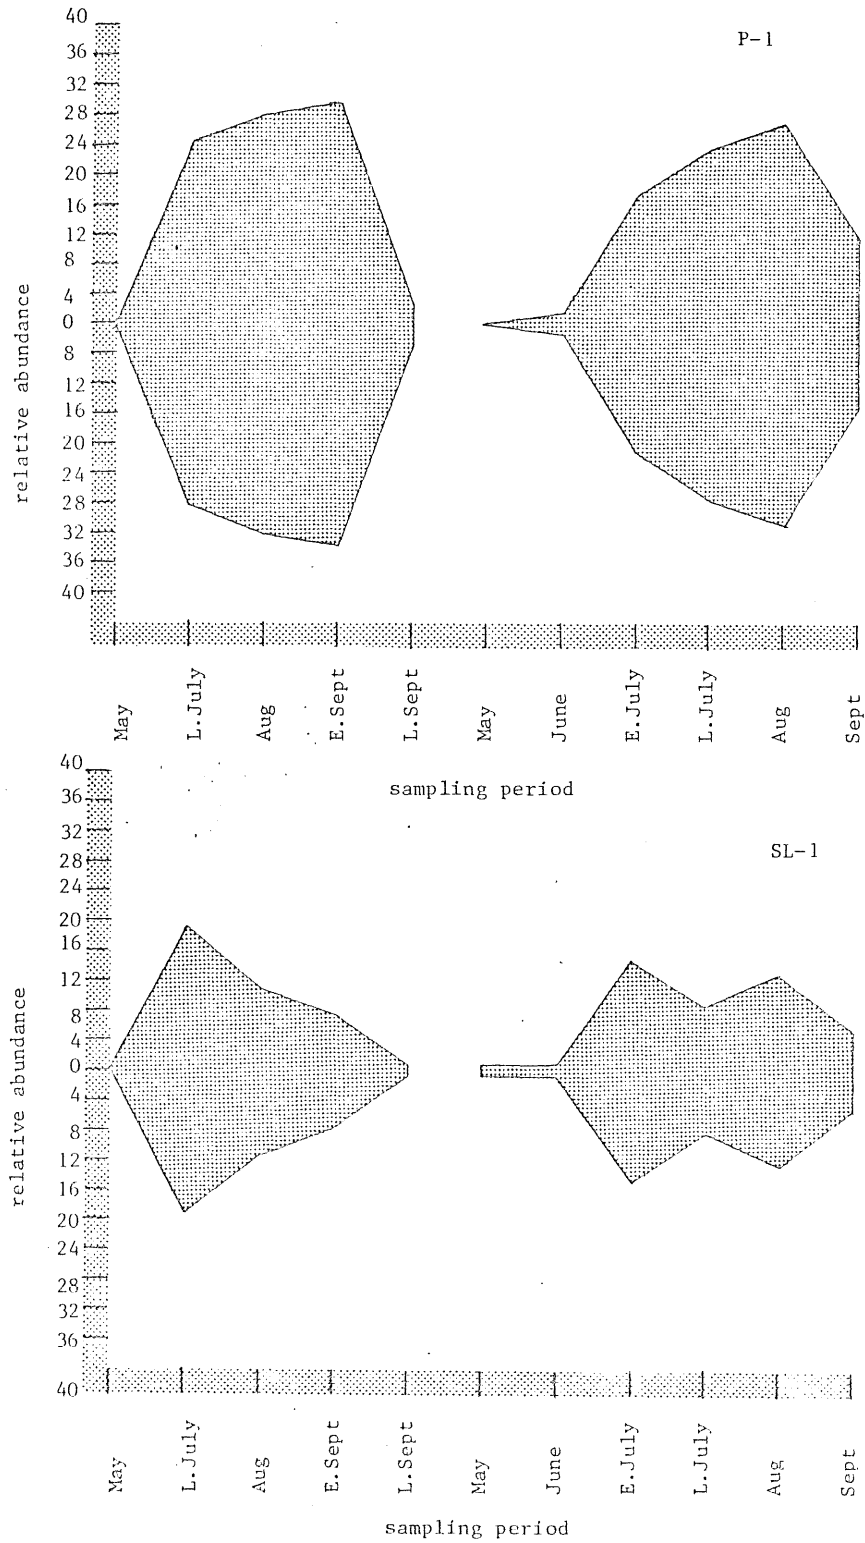 P-1
40
36
32
28
24
20
16
12
8
4
0
8
12
16
20
24
28
32
36
40
relative abundance
May
L.July
Aug
E.Sept
L.Sept
May
June
E.July
L.July
Aug
Sept
sampling period
SL-1
40
36
32
28
24
20
16
12
8
4
0
4
8
12
16
20
24
28
32
36
40
relative abundance
May
L.July
Aug
E.Sept
L.Sept
May
June
E.July
L.July
Aug
Sept
sampling period